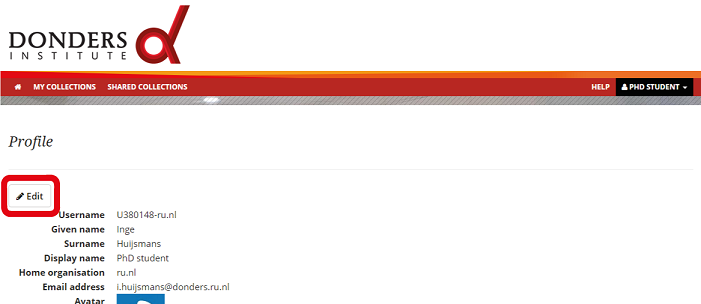 DONDERS
INSTITUTE
MY COLLECTIONS SHARED COLLECTIONS HELP PHD STUDENT
Profile
Edit
Username U380148-ru.nl
Given name Inge
Surname Huijsmans
Display name PhD student
Home organisation ru.nl
Email address i.huijsmans@donders.ru.nl
Avatar